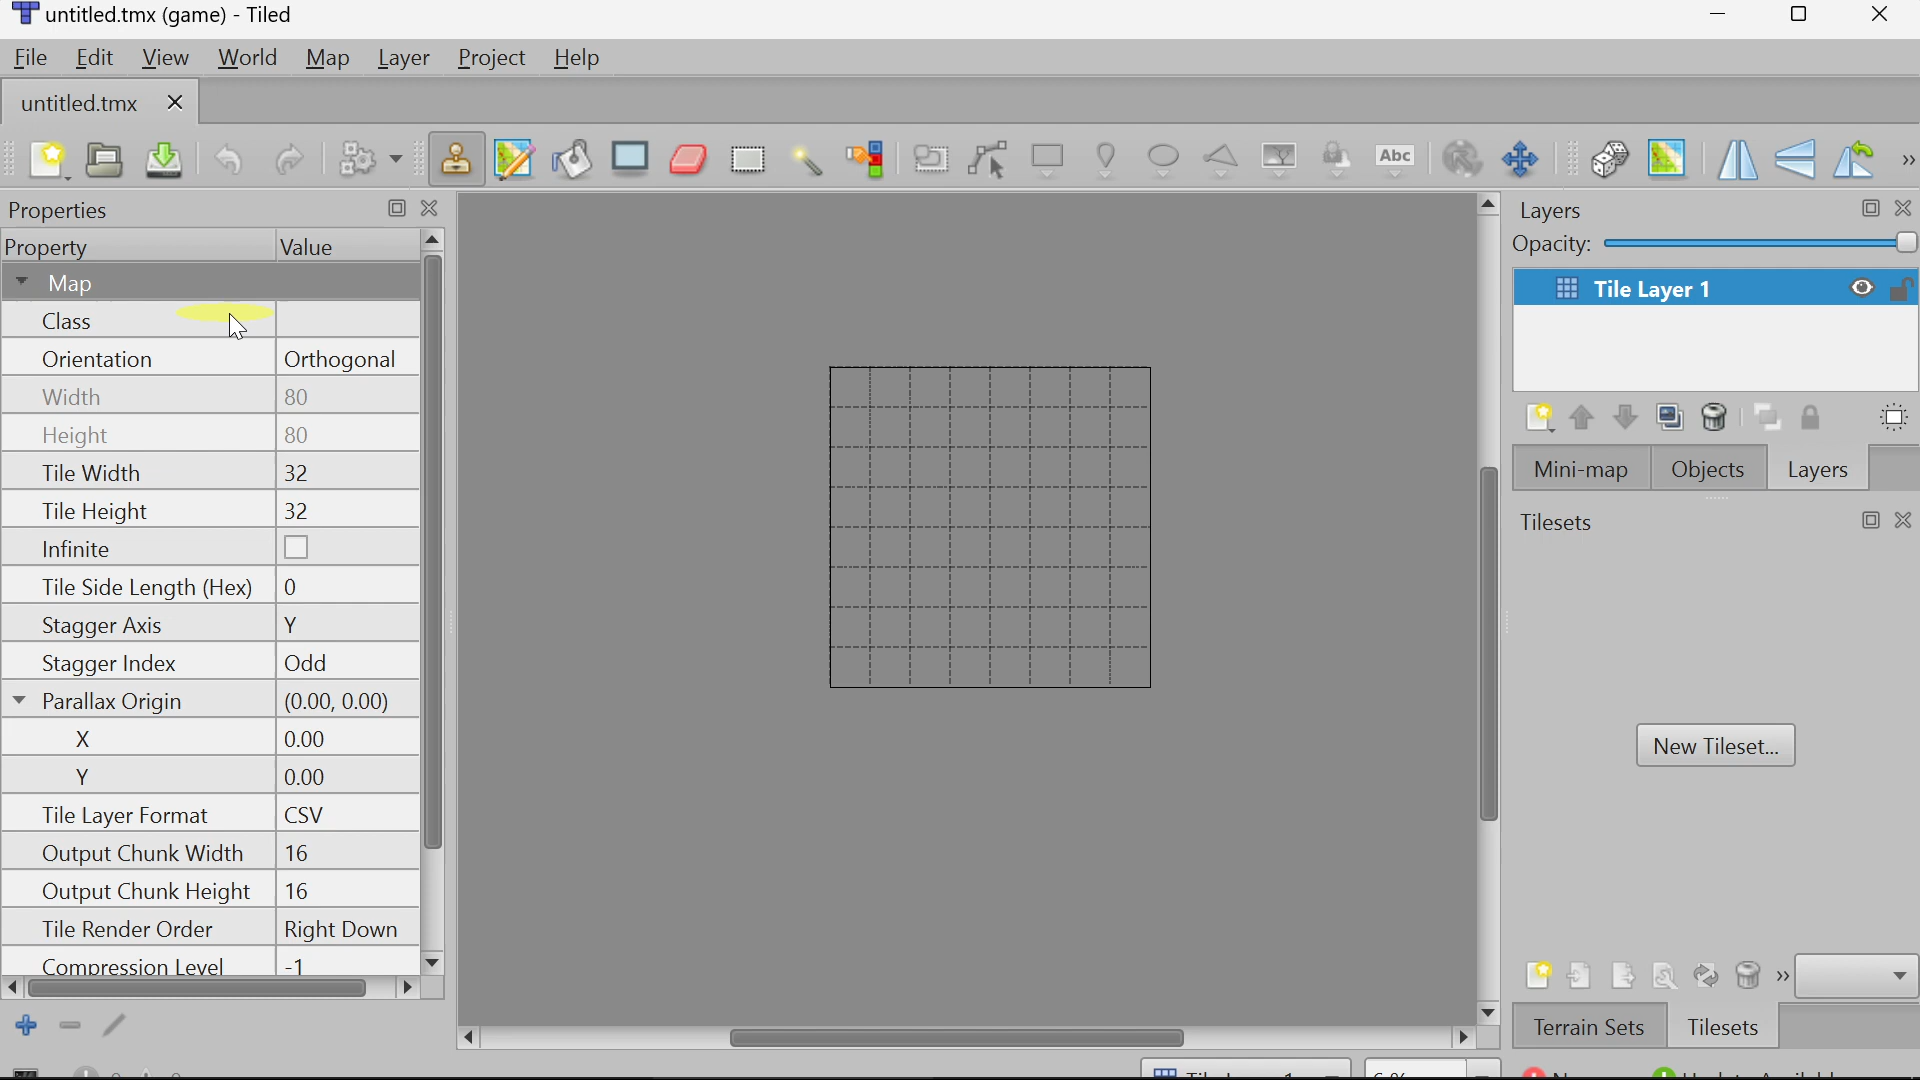 untitled.tmx (game) - Tiled
File Edit View World Map Layer Project Help
untitled.tmx
Abc
Properties
Property Value
Map
Class
Orientation Orthogonal
Width 80
Height 80
Tile Width 32
Tile Height 32
Infinite
Tile Side Length (Hex) 0
Stagger Axis Y
Stagger Index Odd
Parallax Origin (0.00, 0.00)
X 0.00
Y 0.00
Tile Layer Format CSV
Output Chunk Width 16
Output Chunk Height 16
Tile Render Order Right Down
Compression Level -1
Layers
Opacity:
Tile Layer 1
Mini-map Objects Layers
Tilesets
New Tileset...
Terrain Sets Tilesets